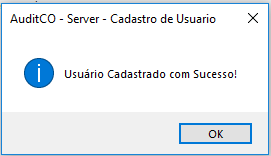 AuditCO - Server - Cadastro de Usuario
Usuário Cadastrado com Sucesso!
OK